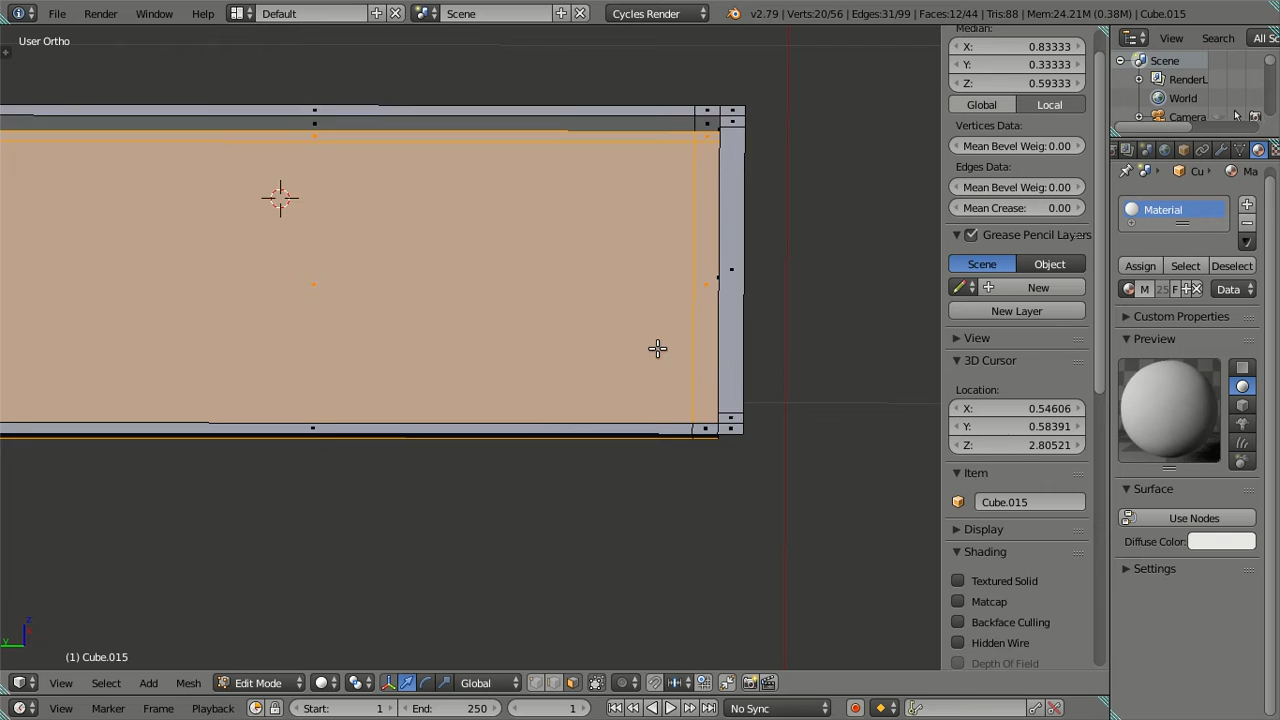 File Render Window Help Default Scene Cycles Render v2.79 | Verts:20/56 | Edges:31/99 | Faces:12/44 | Tris:88 | Mem:24.21M (0.38M) | Cube.015
User Ortho
Median:
X: 0.83333
Y: 0.33333
Z: 0.59333
Global Local
Vertices Data:
Mean Bevel Weig: 0.00
Edges Data:
Mean Bevel Weig: 0.00
Mean Crease: 0.00
Grease Pencil Layers
Scene Object
New
New Layer
View
3D Cursor
Location:
X: 0.54606
Y: 0.58391
Z: 2.80521
Item
Cube.015
Display
Shading
Textured Solid
Matcap
Backface Culling
Hidden Wire
Depth Of Field
View Search All Sc
Scene
RenderL
World
Camera
Cu Ma
Material
Assign Select Deselect
M 25 F Data
Custom Properties
Preview
Surface
Use Nodes
Diffuse Color:
Settings
z
y
(1) Cube.015
View Select Add Mesh Edit Mode Global
View Marker Frame Playback Start: 1 End: 250 1 No Sync